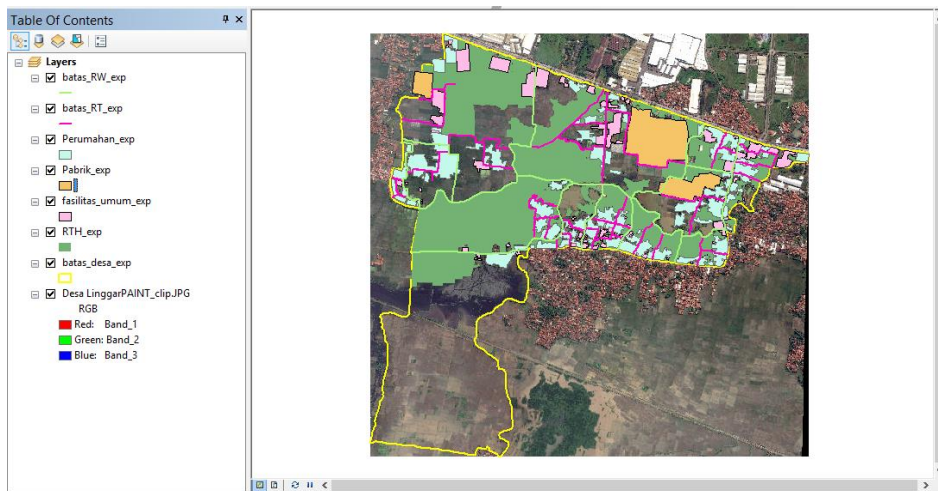 Table Of Contents
Layers
batas_RW_exp
batas_RT_exp
Perumahan_exp
Pabrik_exp
fasilitas_umum_exp
RTH_exp
batas_desa_exp
Desa LinggarPAINT_clip.JPG
RGB
Red: Band_1
Green: Band_2
Blue: Band_3